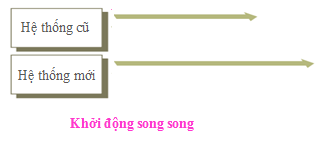 Hệ thống cũ
Hệ thống mới
Khởi động song song